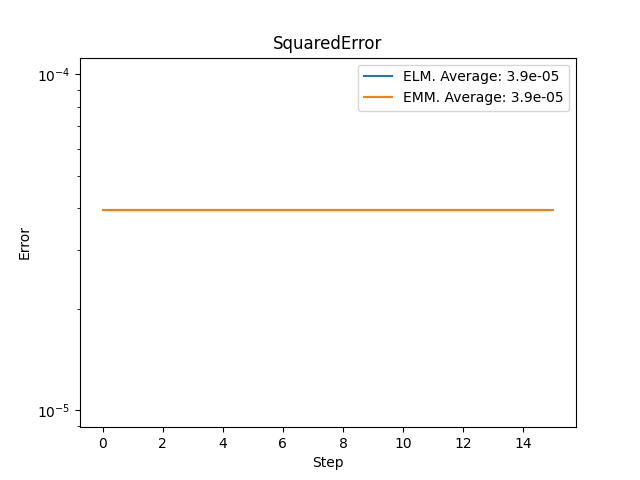 SquaredError
ELM. Average: 3.9e-05
EMM. Average: 3.9e-05
10⁻⁴
10⁻⁵
Error
0 2 4 6 8 10 12 14
Step